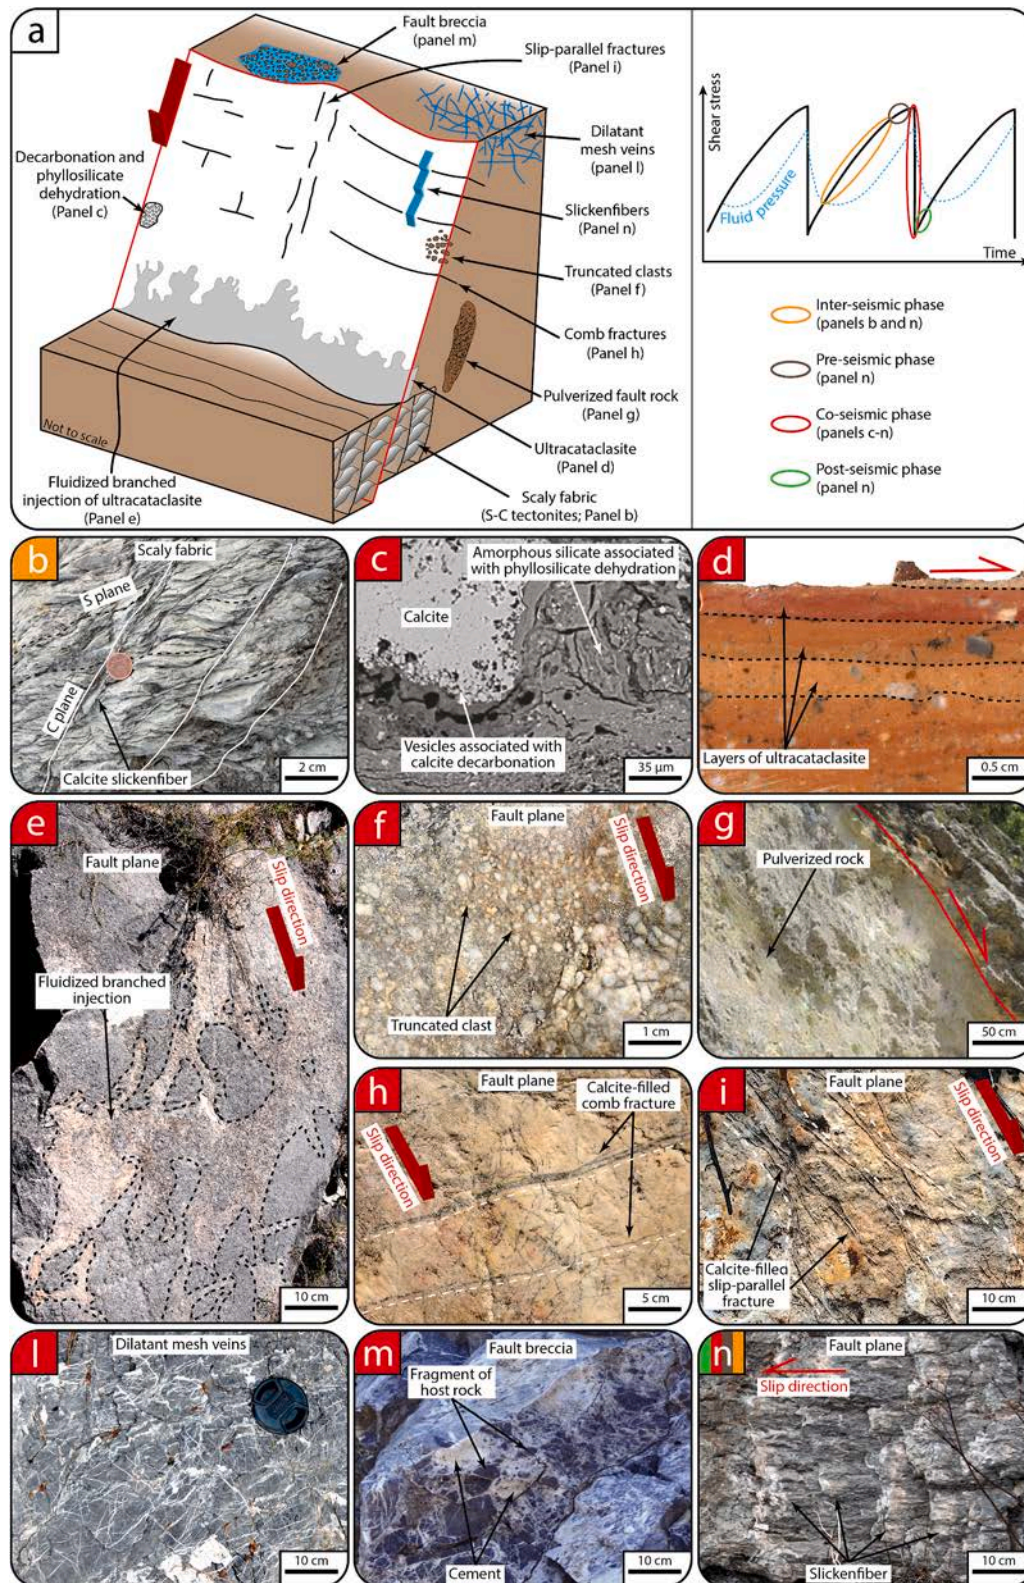 a
Fault breccia
(panel m)
Slip-parallel fractures
(Panel i)
Dilatant
mesh veins
(panel l)
Decarbonation and
phyllosilicate
dehydration
(Panel c)
Slickenfibers
(Panel n)
Truncated clasts
(Panel f)
Comb fractures
(Panel h)
Pulverized fault rock
(Panel g)
Ultracataclasite
(Panel d)
Scaly fabric
(S-C tectonites; Panel b)
Not to scale
Fluidized branched
injection of ultracataclasite
(Panel e)
Shear stress
Fluid pressure
Time
Inter-seismic phase
(panels b and n)
Pre-seismic phase
(panel n)
Co-seismic phase
(panels c-n)
Post-seismic phase
(panel n)
b
Scaly fabric
S plane
C plane
Calcite slickenfiber
2 cm
c
Amorphous silicate associated
with phyllosilicate dehydration
Calcite
Vesicles associated with
calcite decarbonation
35 µm
d
Layers of ultracataclasite
0.5 cm
e
Fault plane
Slip
direction
Fluidized branched
injection
10 cm
f
Fault plane
Slip
direction
Truncated clast
1 cm
g
Pulverized rock
50 cm
h
Fault plane
Calcite-filled
comb fracture
Slip
direction
5 cm
i
Fault plane
Slip
direction
Calcite-filled
slip-parallel
fracture
10 cm
l
Dilatant mesh veins
10 cm
m
Fault breccia
Fragment of
host rock
Cement
10 cm
n
Fault plane
Slip direction
Slickenfiber
10 cm